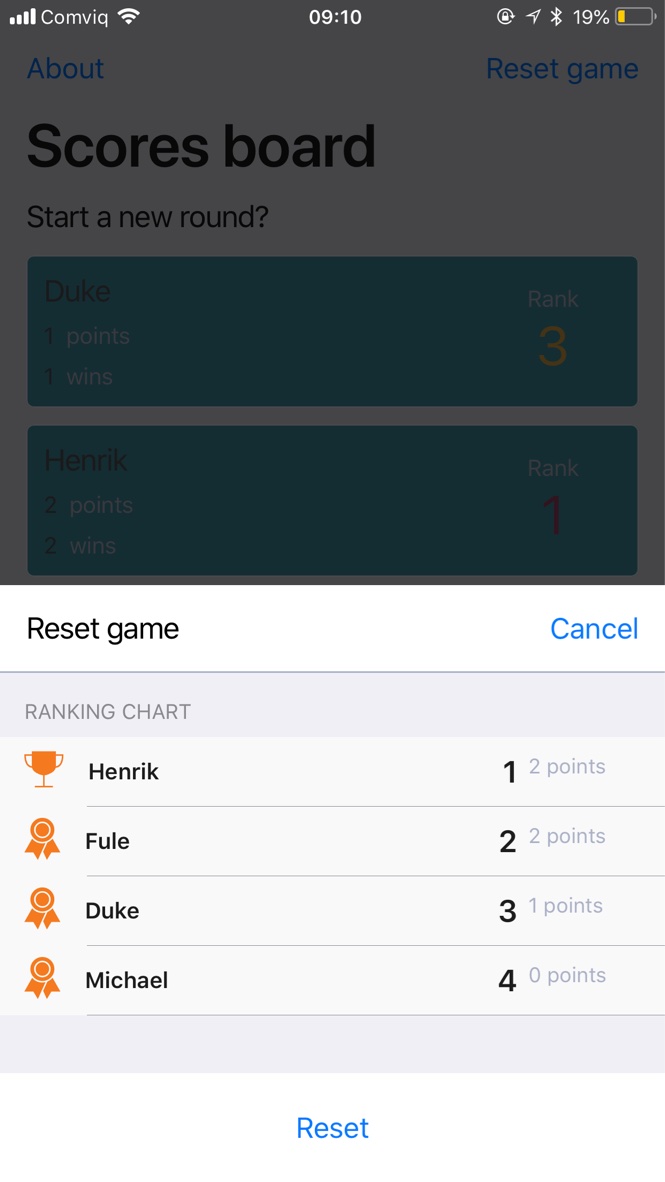 Comviq 09:10 19%
About Reset game
Scores board
Start a new round?
Duke
Rank
1 points
3
1 wins
Henrik
Rank
2 points
1
2 wins
Reset game Cancel
RANKING CHART
Henrik 1 2 points
Fule 2 2 points
Duke 3 1 points
Michael 4 0 points
Reset